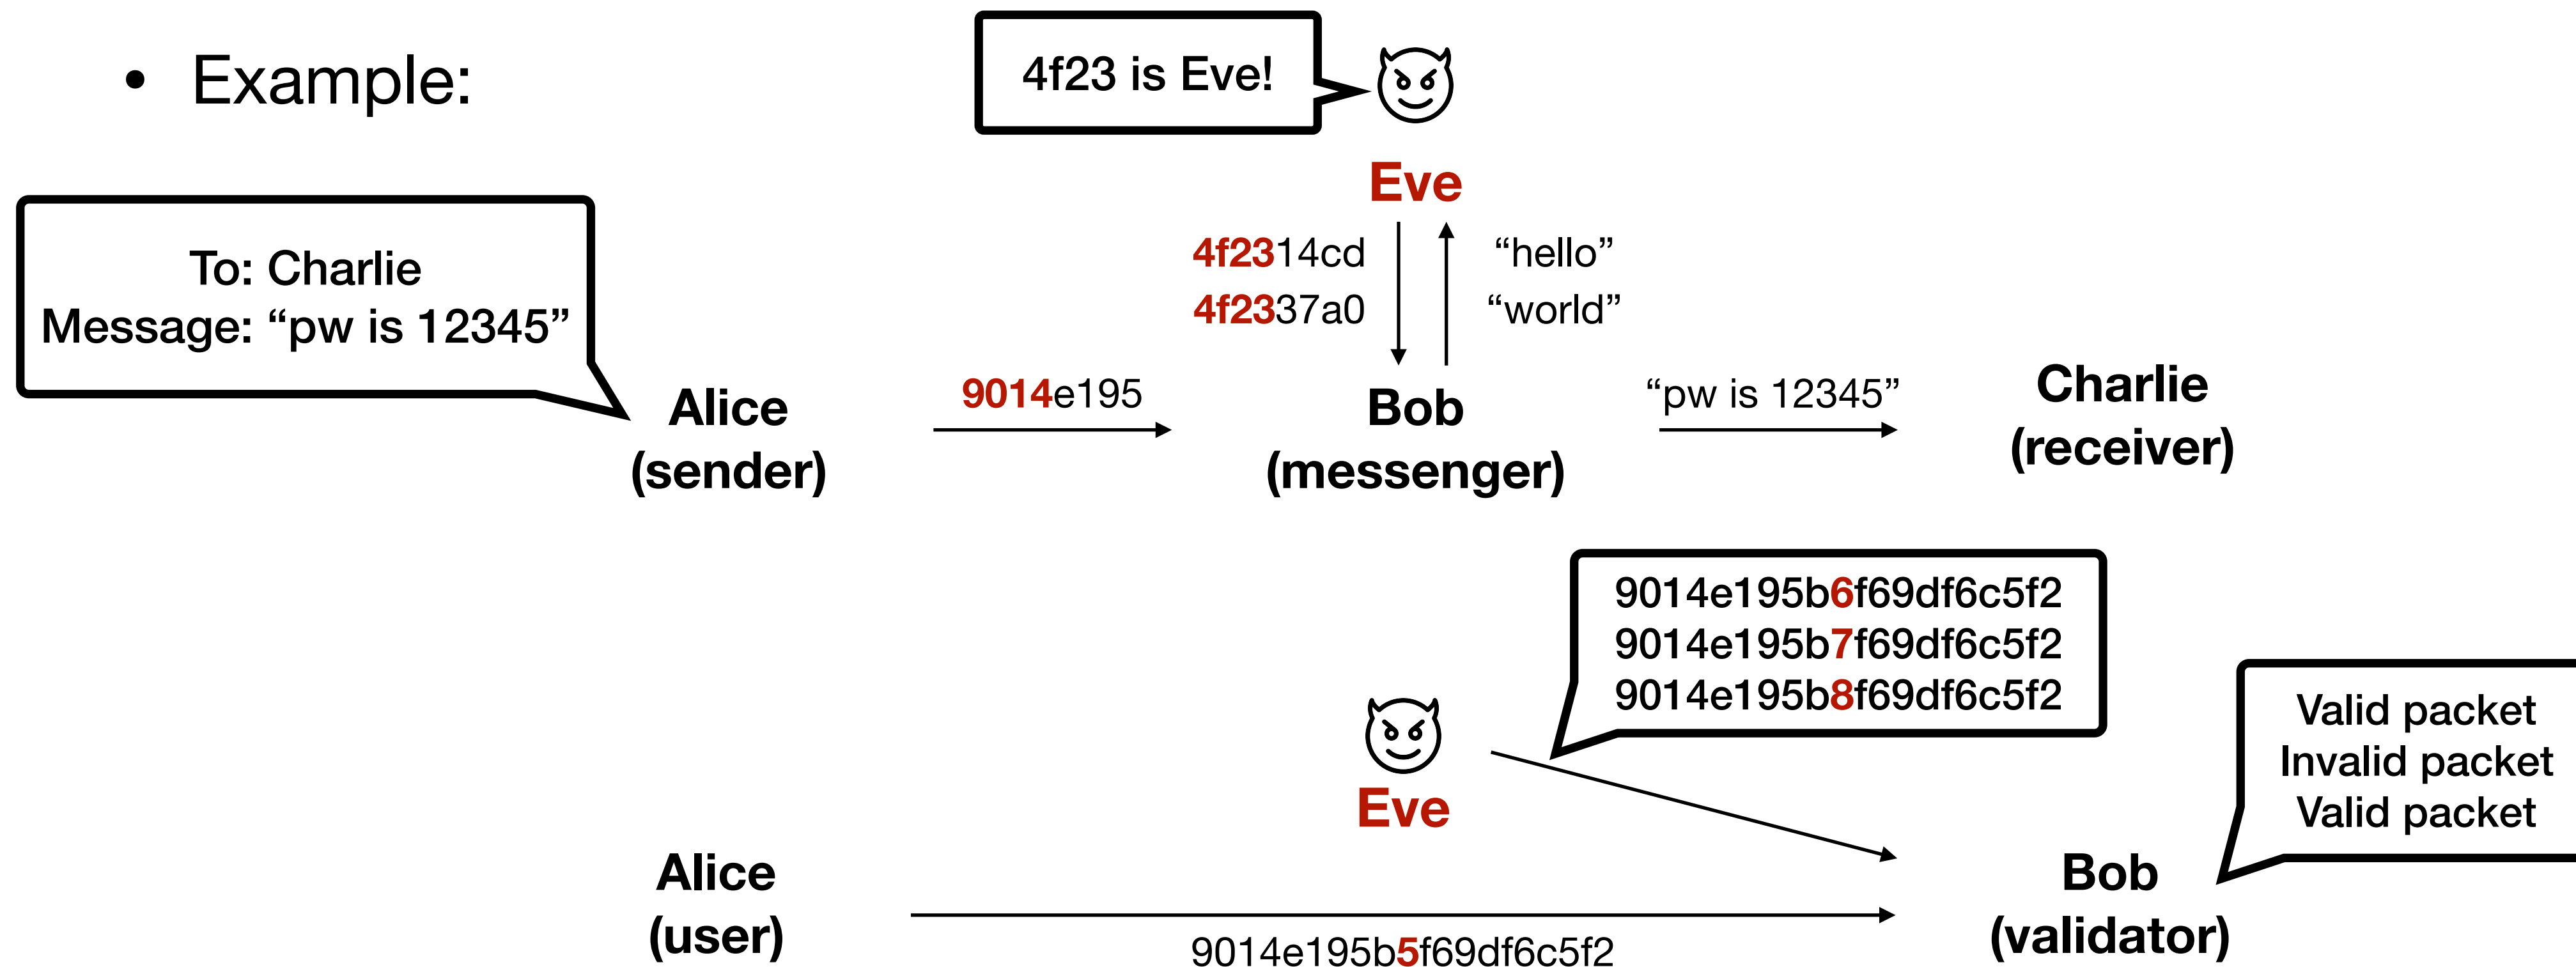 • Example:
4f23 is Eve!
Eve
To: Charlie
Message: “pw is 12345”
4f2314cd
“hello”
4f2337a0
“world”
Alice
(sender)
9014e195
Bob
(messenger)
“pw is 12345”
Charlie
(receiver)
9014e195b6f69df6c5f2
9014e195b7f69df6c5f2
9014e195b8f69df6c5f2
Eve
Valid packet
Invalid packet
Valid packet
Alice
(user)
9014e195b5f69df6c5f2
Bob
(validator)